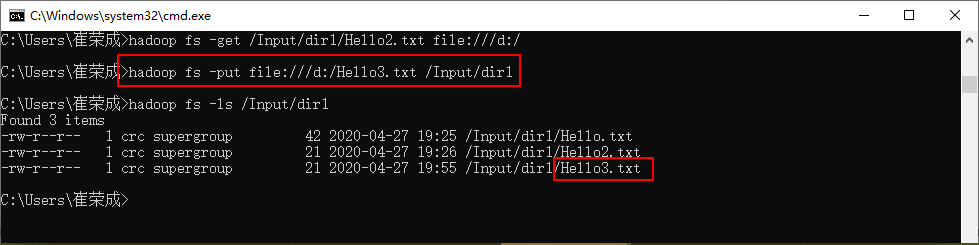 C:\Windows\system32\cmd.exe
C:\Users\崔荣成>hadoop fs -get /Input/dir1/Hello2.txt file:///d:/
C:\Users\崔荣成>hadoop fs -put file:///d:/Hello3.txt /Input/dir1
C:\Users\崔荣成>hadoop fs -ls /Input/dir1
Found 3 items
-rw-r--r--   1 crc supergroup         42 2020-04-27 19:25 /Input/dir1/Hello.txt
-rw-r--r--   1 crc supergroup         21 2020-04-27 19:26 /Input/dir1/Hello2.txt
-rw-r--r--   1 crc supergroup         21 2020-04-27 19:55 /Input/dir1/Hello3.txt
C:\Users\崔荣成>